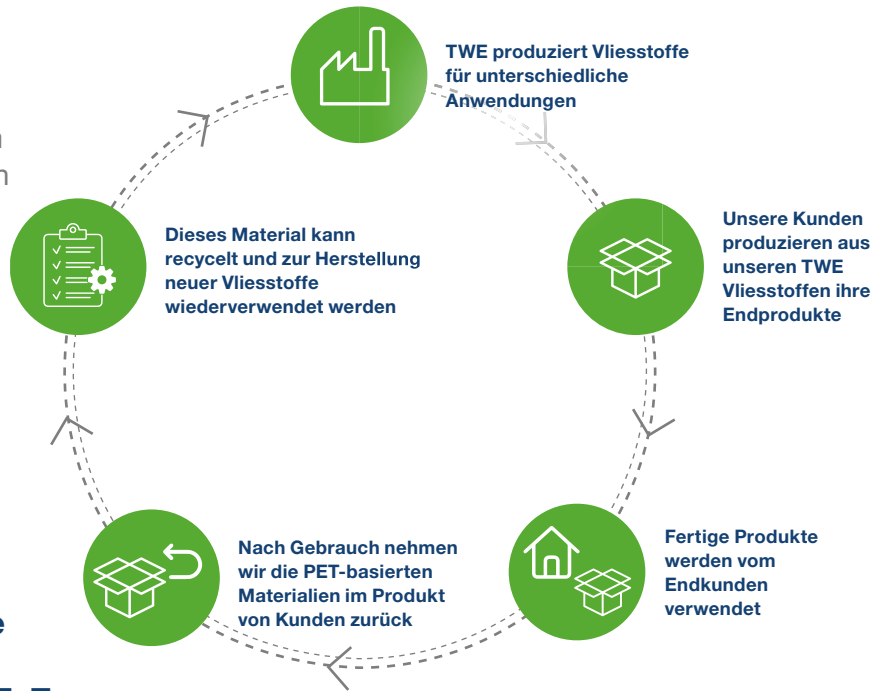 TWE produziert Vliesstoffe
für unterschiedliche
Anwendungen
Unsere Kunden
produzieren aus
unseren TWE
Vliesstoffen ihre
Endprodukte
Fertige Produkte
werden vom
Endkunden
verwendet
Nach Gebrauch nehmen
wir die PET-basierten
Materialien im Produkt
von Kunden zurück
Dieses Material kann
recycelt und zur Herstellung
neuer Vliesstoffe
wiederverwendet werden